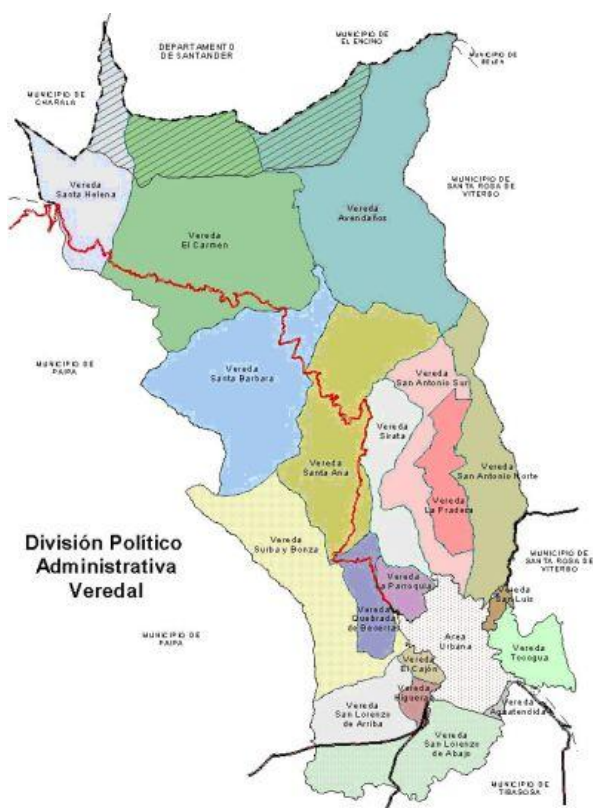 MUNICIPIO DE
EL ENCINO
DEPARTAMENTO
DE SANTANDER
MUNICIPIO DE
BELEN
MUNICIPIO DE
CHARALA
MUNICIPIO DE
SANTA ROSA DE
VITERBO
Vereda
Santa Helena
Vereda
Avendaños
Vereda
El Carmen
MUNICIPIO DE
PAIPA
Vereda
Santa Barbara
Vereda
San Antonio Sur
Vereda
Sirata
Vereda
Santa Ana
Vereda
San Antonio Norte
Vereda
La Pradera
División Político
Administrativa
Veredal
Vereda
Surba y Bonza
MUNICIPIO DE
SANTA ROSA DE
VITERBO
Vereda
La Parroquia
Vereda
San Luis
Vereda
Quebrada
de Becerras
MUNICIPIO DE
PAIPA
Area
Urbana
Vereda
Tocogua
Vereda
El Cajón
Vereda
Higueras
Vereda
San Lorenzo
de Arriba
Vereda
Aguatendida
Vereda
San Lorenzo
de Abajo
MUNICIPIO DE
TIBASOSA